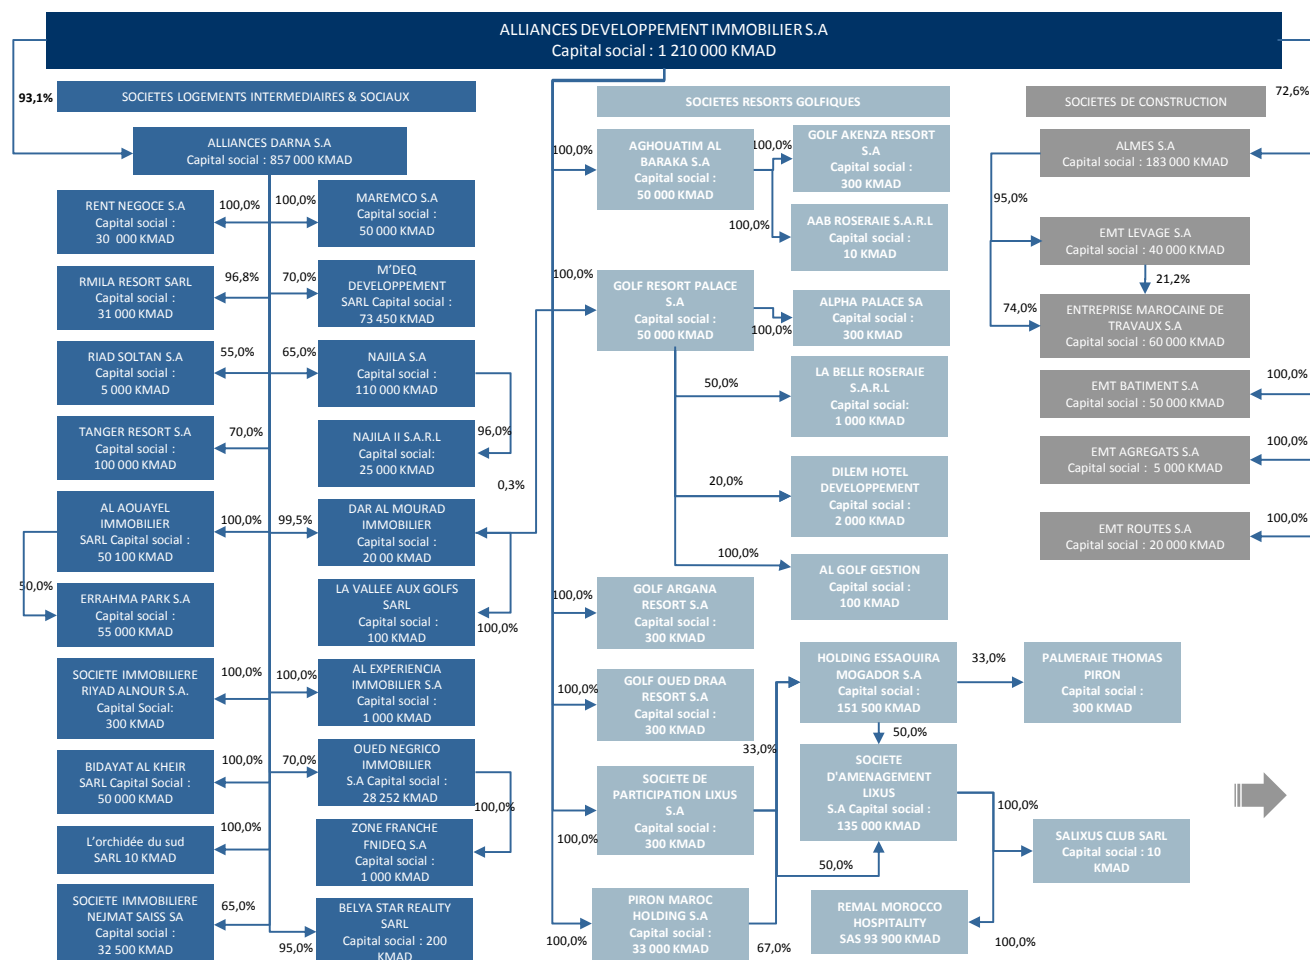 ALLIANCES DEVELOPPEMENT IMMOBILIER S.A
Capital social : 1 210 000 KMAD
93,1%
72,6%
SOCIETES LOGEMENTS INTERMEDIAIRES & SOCIAUX
ALLIANCES DARNA S.A
Capital social : 857 000 KMAD
RENT NEGOCE S.A
Capital social :
30 000 KMAD
100,0%
100,0%
MAREMCO S.A
Capital social :
50 000 KMAD
RMILA RESORT SARL
Capital social :
31 000 KMAD
96,8%
70,0%
M'DEQ
DEVELOPPEMENT
SARL Capital social :
73 450 KMAD
RIAD SOLTAN S.A
Capital social :
5 000 KMAD
55,0%
65,0%
NAJILA S.A
Capital social :
110 000 KMAD
TANGER RESORT S.A
Capital social :
100 000 KMAD
70,0%
NAJILA II S.A.R.L
Capital social:
25 000 KMAD
96,0%
0,3%
AL AOUAYEL
IMMOBILIER
SARL Capital social :
50 100 KMAD
100,0%
99,5%
DAR AL MOURAD
IMMOBILIER
Capital social :
20 00 KMAD
50,0%
ERRAHMA PARK S.A
Capital social :
55 000 KMAD
LA VALLEE AUX GOLFS
SARL
Capital social :
100 KMAD
100,0%
SOCIETE IMMOBILIERE
RIYAD ALNOUR S.A.
Capital Social:
300 KMAD
100,0%
100,0%
AL EXPERIENCIA
IMMOBILIER S.A
Capital social :
1 000 KMAD
BIDAYAT AL KHEIR
SARL Capital Social :
50 000 KMAD
100,0%
70,0%
OUED NEGRICO
IMMOBILIER
S.A Capital social :
28 252 KMAD
100,0%
L'orchidée du sud
SARL 10 KMAD
100,0%
ZONE FRANCHE
FNIDEQ S.A
Capital social :
1 000 KMAD
SOCIETE IMMOBILIERE
NEJMAT SAISS SA
Capital social :
32 500 KMAD
65,0%
95,0%
BELYA STAR REALITY
SARL
Capital social : 200
KMAD
SOCIETES RESORTS GOLFIQUES
100,0%
AGHOUATIM AL
BARAKA S.A
Capital social :
50 000 KMAD
100,0%
GOLF AKENZA RESORT
S.A
Capital social :
300 KMAD
100,0%
AAB ROSERAIE S.A.R.L
Capital social :
10 KMAD
100,0%
GOLF RESORT PALACE
S.A
Capital social :
50 000 KMAD
100,0%
ALPHA PALACE SA
Capital social :
300 KMAD
50,0%
LA BELLE ROSERAIE
S.A.R.L
Capital social:
1 000 KMAD
20,0%
DILEM HOTEL
DEVELOPPEMENT
Capital social :
2 000 KMAD
100,0%
AL GOLF GESTION
Capital social :
100 KMAD
100,0%
GOLF ARGANA
RESORT S.A
Capital social :
300 KMAD
100,0%
GOLF OUED DRAA
RESORT S.A
Capital social :
300 KMAD
33,0%
HOLDING ESSAOUIRA
MOGADOR S.A
Capital social :
151 500 KMAD
33,0%
PALMERAIE THOMAS
PIRON
Capital social :
300 KMAD
50,0%
100,0%
SOCIETE DE
PARTICIPATION LIXUS
S.A
Capital social :
300 KMAD
50,0%
SOCIETE
D'AMENAGEMENT
LIXUS
S.A Capital social :
135 000 KMAD
100,0%
SALIXUS CLUB SARL
Capital social : 10
KMAD
100,0%
PIRON MAROC
HOLDING S.A
Capital social :
33 000 KMAD
67,0%
REMAL MOROCCO
HOSPITALITY
SAS 93 900 KMAD
100,0%
SOCIETES DE CONSTRUCTION
ALMES S.A
Capital social : 183 000 KMAD
95,0%
EMT LEVAGE S.A
Capital social : 40 000 KMAD
21,2%
74,0%
ENTREPRISE MAROCAINE DE
TRAVAUX S.A
Capital social : 60 000 KMAD
EMT BATIMENT S.A
Capital social : 50 000 KMAD
100,0%
EMT AGREGATS S.A
Capital social : 5 000 KMAD
100,0%
EMT ROUTES S.A
Capital social : 20 000 KMAD
100,0%